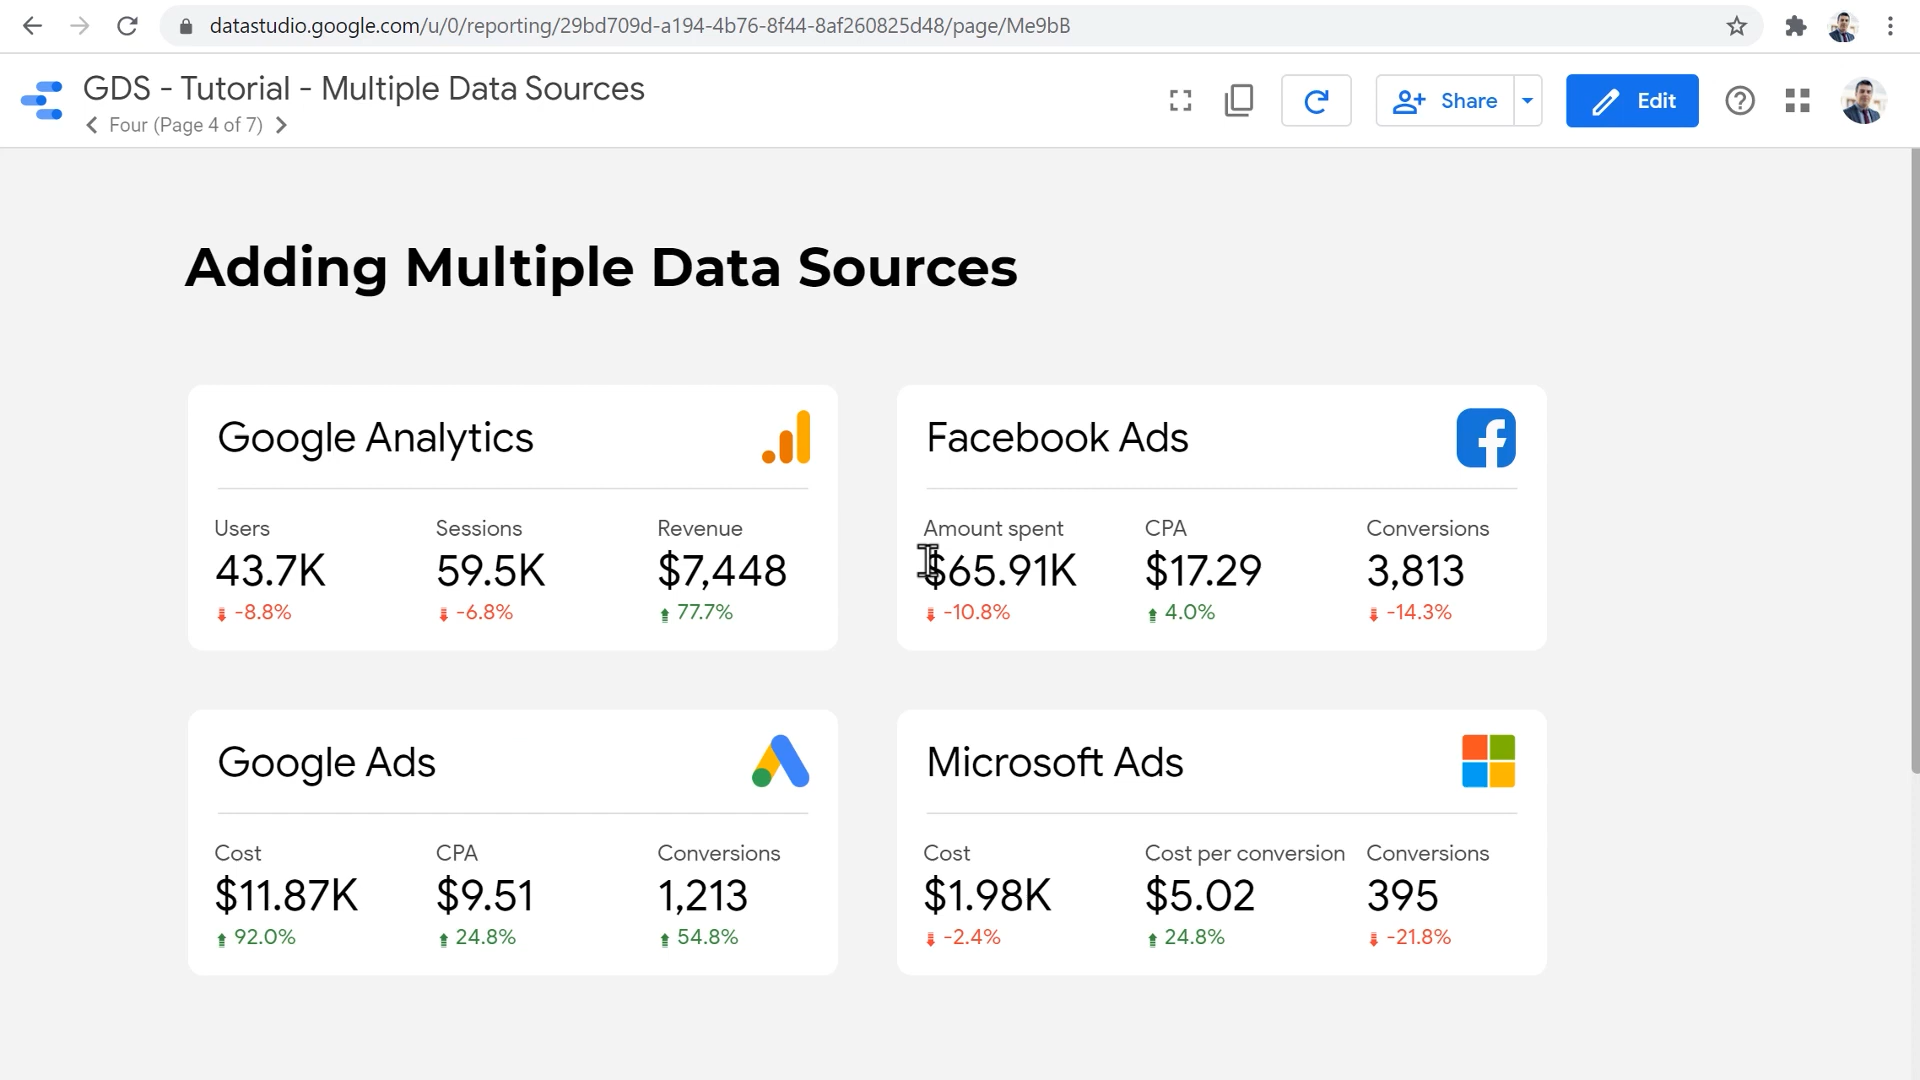 datastudio.google.com/u/0/reporting/29bd709d-a194-4b76-8f44-8af260825d48/page/Me9bB
GDS - Tutorial - Multiple Data Sources
Four (Page 4 of 7)
Share
Edit
Adding Multiple Data Sources
Google Analytics
Users Sessions Revenue
43.7K 59.5K $7,448
-8.8% -6.8% 77.7%
Facebook Ads
Amount spent CPA Conversions
$65.91K $17.29 3,813
-10.8% 4.0% -14.3%
Google Ads
Cost CPA Conversions
$11.87K $9.51 1,213
92.0% 24.8% 54.8%
Microsoft Ads
Cost Cost per conversion Conversions
$1.98K $5.02 395
-2.4% 24.8% -21.8%